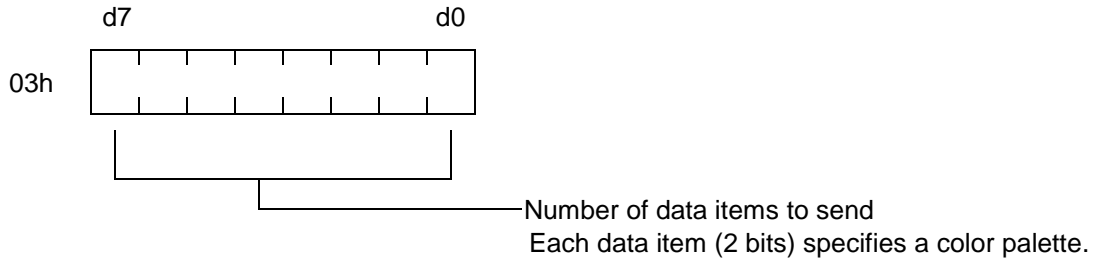 d7 d0
03h
Number of data items to send
Each data item (2 bits) specifies a color palette.